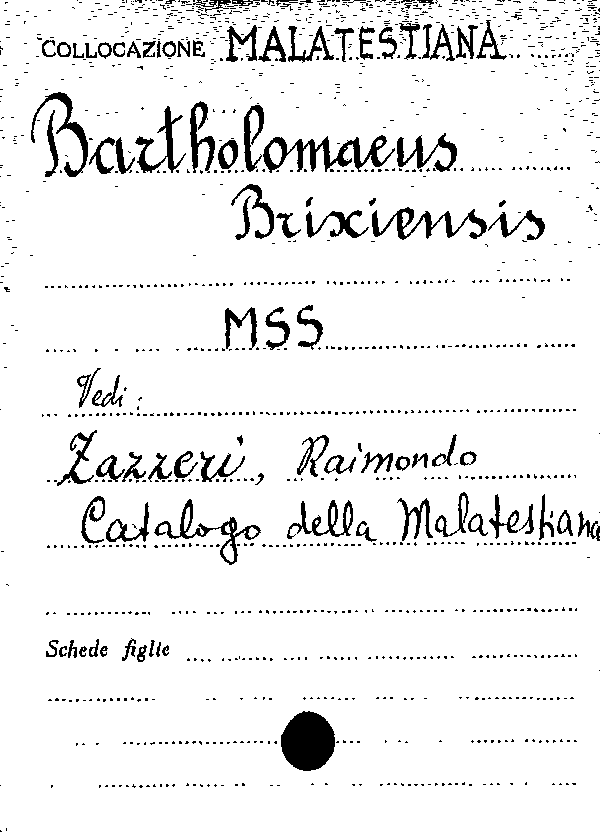 COLLOCAZIONE MALATESTIANA
Bartholomaeus
Brixiensis
MSS
Vedi:
Zazzeri, Raimondo
Catalogo della Malatestiana
Schede figlie